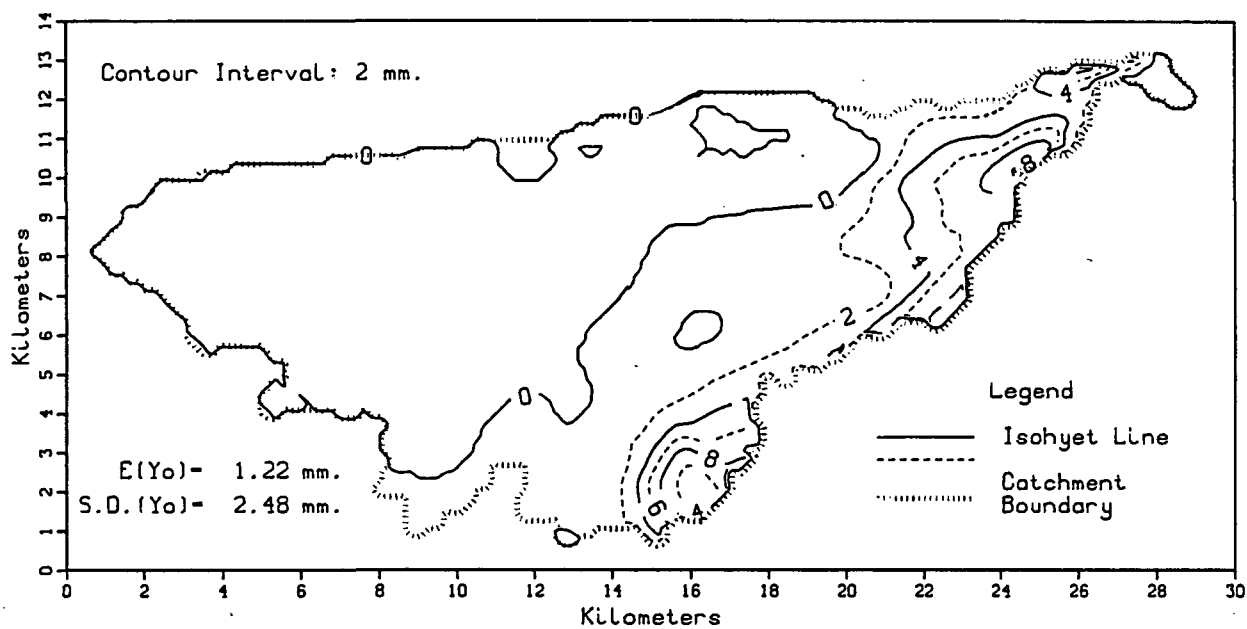 14
13
12
11
10
9
8
7
6
5
4
3
2
1
0
Kilometers
Contour Interval: 2 mm.
0
0
0
0
2
4
4
8
8
6
4
E(Yo)- 1.22 mm.
S.D.(Yo)- 2.48 mm.
Legend
Isohyet Line
Catchment
Boundary
0 2 4 6 8 10 12 14 16 18 20 22 24 26 28 30
Kilometers